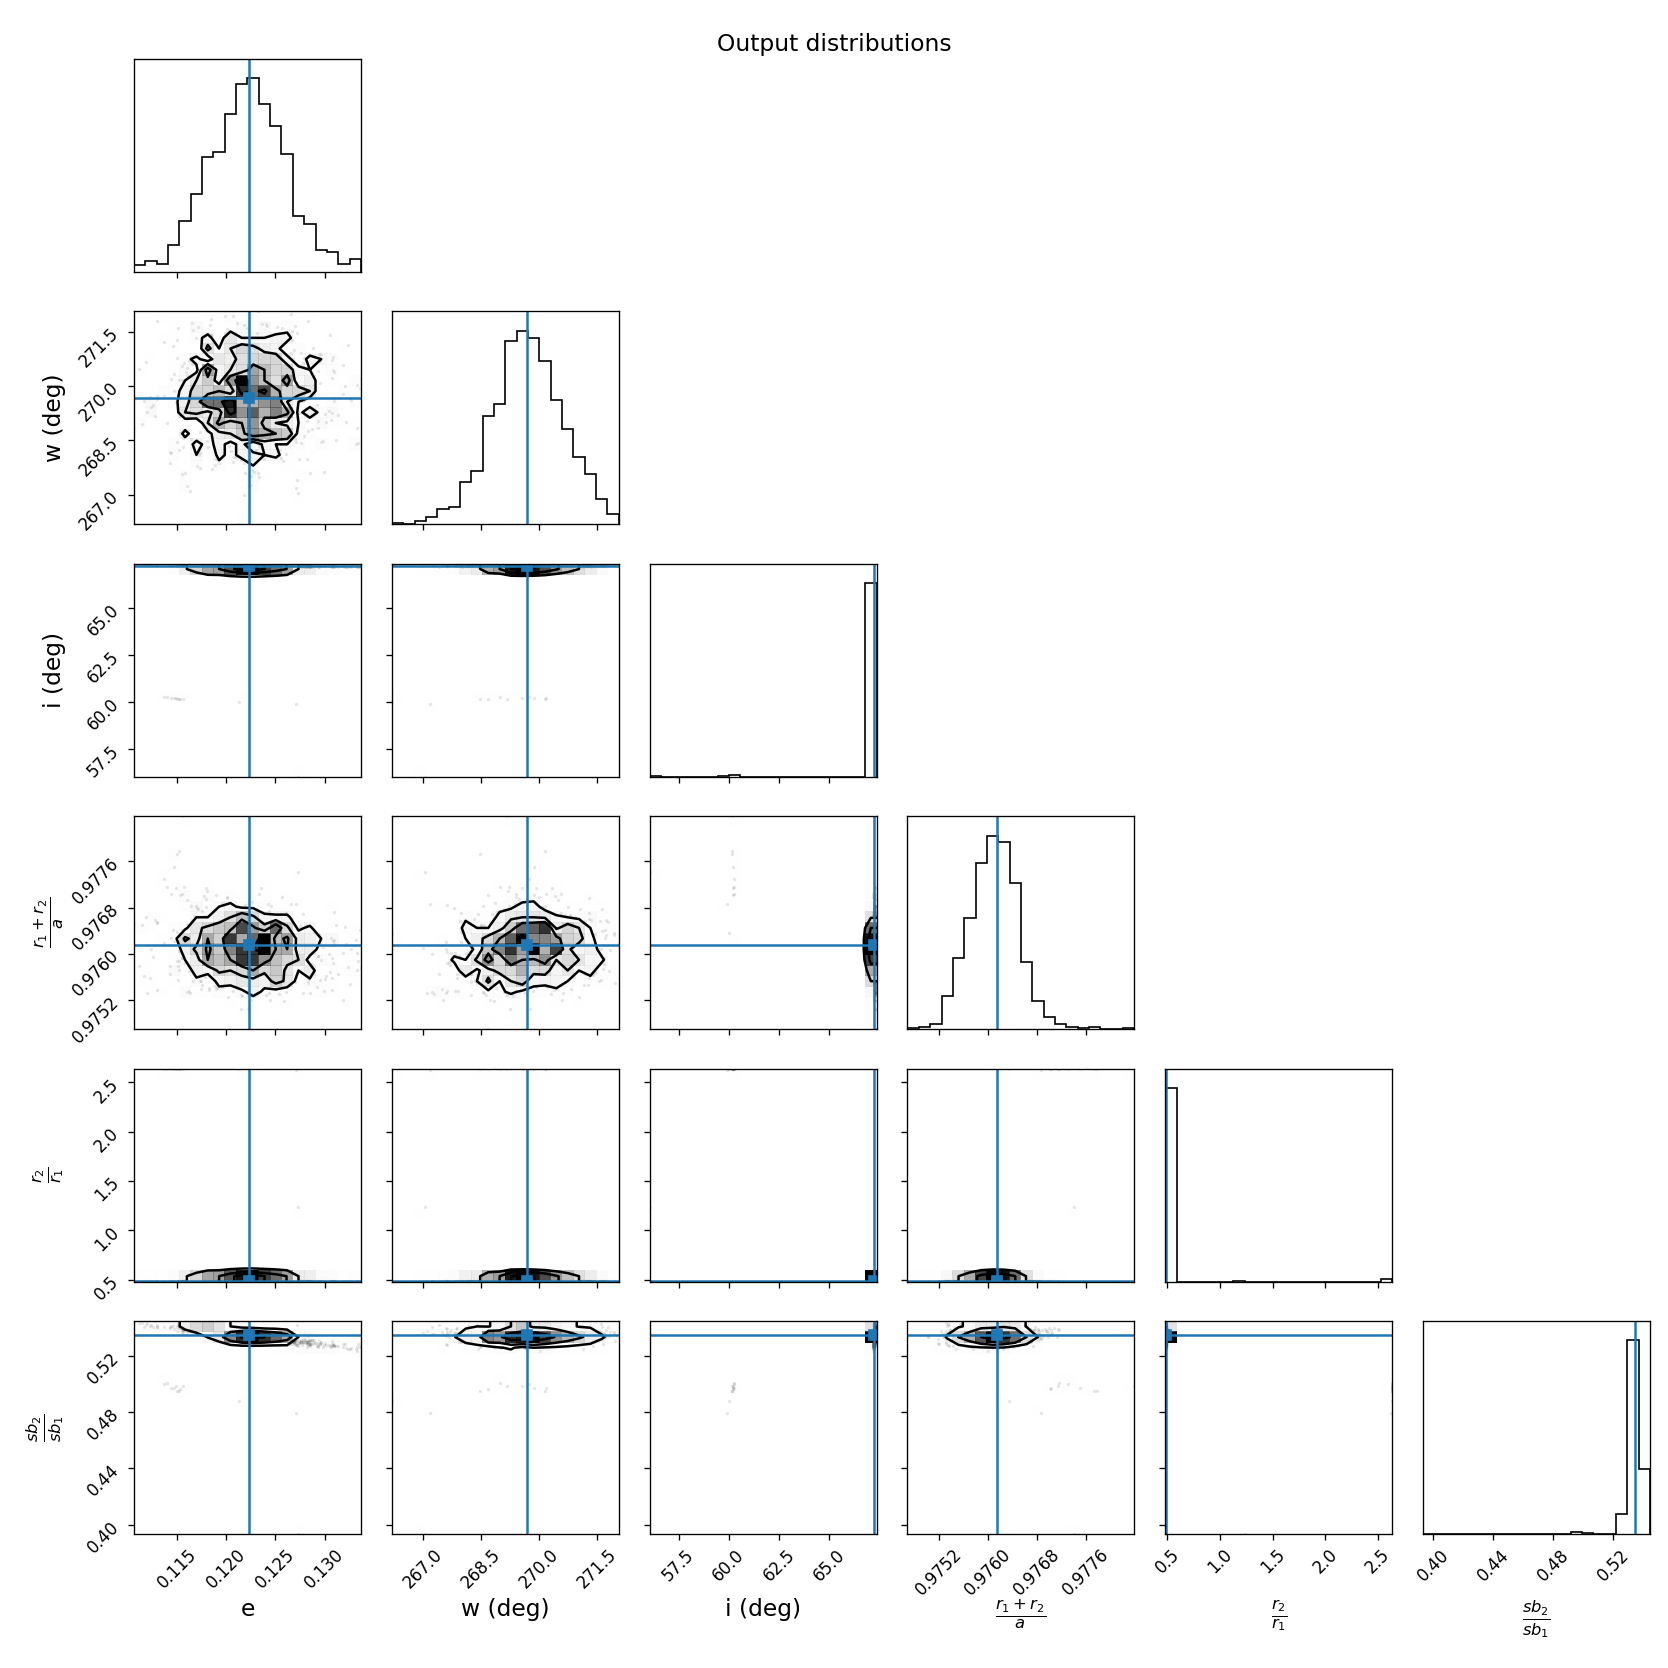 Output distributions
271.5
270.0
268.5
267.0
w (deg)
65.0
62.5
60.0
57.5
i (deg)
0.9776
0.9768
0.9760
0.9752
r₁ + r₂
a
2.5
2.0
1.5
1.0
0.5
r₂
r₁
0.52
0.48
0.44
0.40
sb₂
sb₁
0.115 0.120 0.125 0.130
267.0 268.5 270.0 271.5
57.5 60.0 62.5 65.0
0.9752 0.9760 0.9768 0.9776
0.5 1.0 1.5 2.0 2.5
0.40 0.44 0.48 0.52
e
w (deg)
i (deg)
r₁ + r₂
a
r₂
r₁
sb₂
sb₁